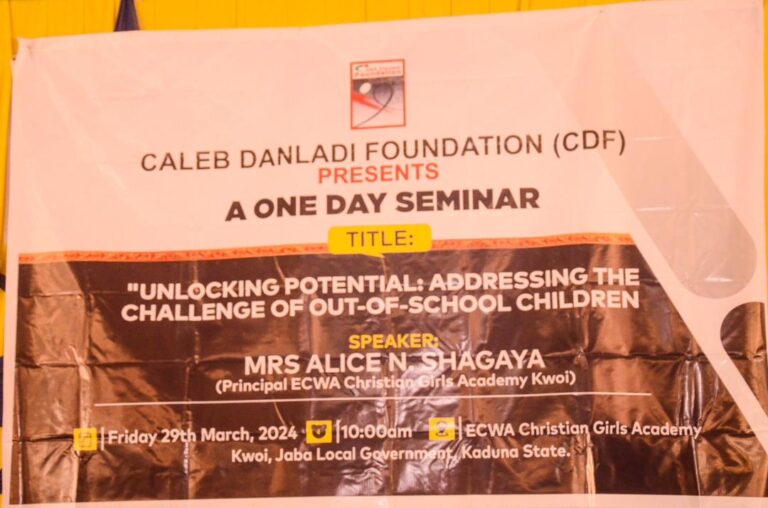 CALEB DANLADI FOUNDATION (CDF)
PRESENTS
A ONE DAY SEMINAR
TITLE:
"UNLOCKING POTENTIAL: ADDRESSING THE
CHALLENGE OF OUT-OF-SCHOOL CHILDREN
SPEAKER:
MRS ALICE N. SHAGAYA
(Principal ECWA Christian Girls Academy Kwoi)
Friday 29th March, 2024 10:00am ECWA Christian Girls Academy
Kwoi, Jaba Local Government, Kaduna State.